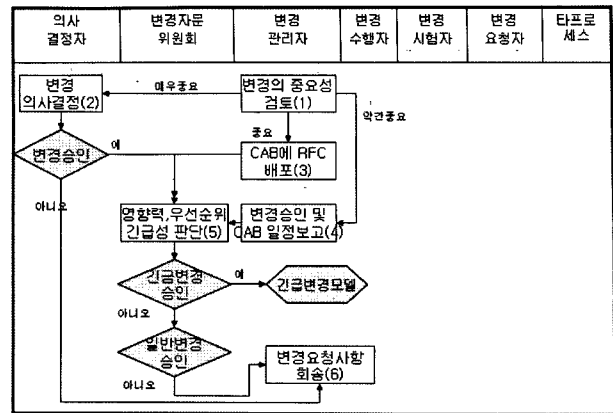 의사
결정자
변경자문
위원회
변경
관리자
변경
수행자
변경
시험자
변경
요청자
타프로
세스
변경
의사결정(2)
매우중요
변경의 중요성
검토(1)
약간중요
중요
변경승인
예
CAB에 RFC
배포(3)
아니오
영향력,우선순위
긴급성 판단(5)
변경승인 및
CAB 일정보고(4)
긴급변경
승인
예
긴급변경모델
아니오
일반변경
승인
변경요청사항
회송(6)
아니오